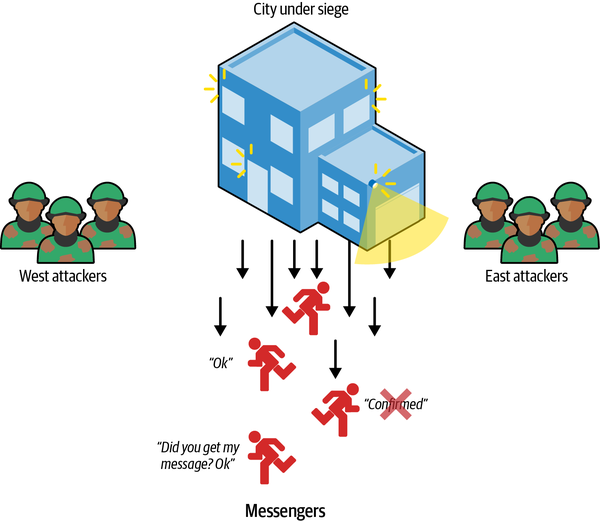 City under siege
West attackers
East attackers
"Ok"
"Confirmed"
"Did you get my
message? Ok"
Messengers